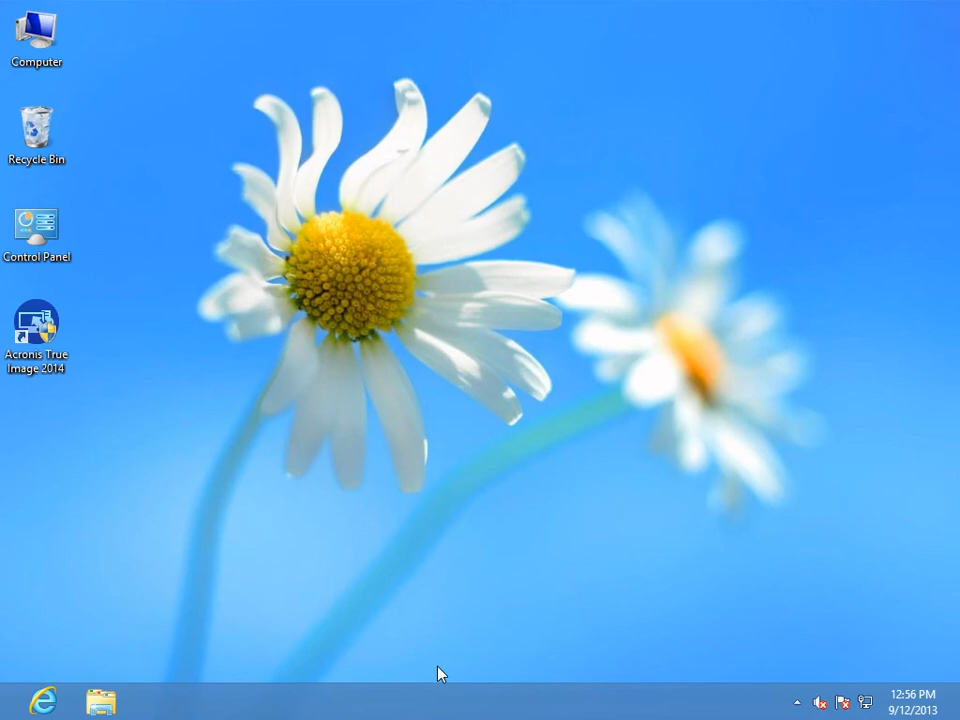 Computer
Recycle Bin
Control Panel
Acronis True
Image 2014
12:56 PM
9/12/2013